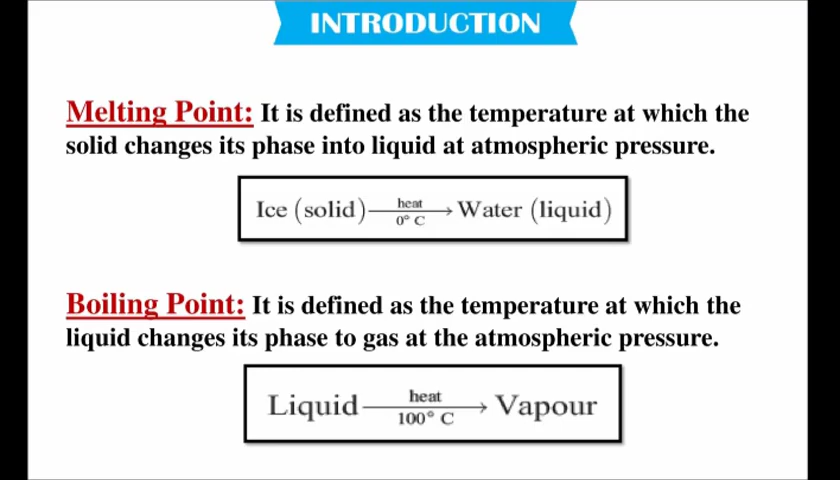 INTRODUCTION
Melting Point: It is defined as the temperature at which the
solid changes its phase into liquid at atmospheric pressure.
Ice (solid) heat 0° C → Water (liquid)
Boiling Point: It is defined as the temperature at which the
liquid changes its phase to gas at the atmospheric pressure.
Liquid heat 100° C → Vapour